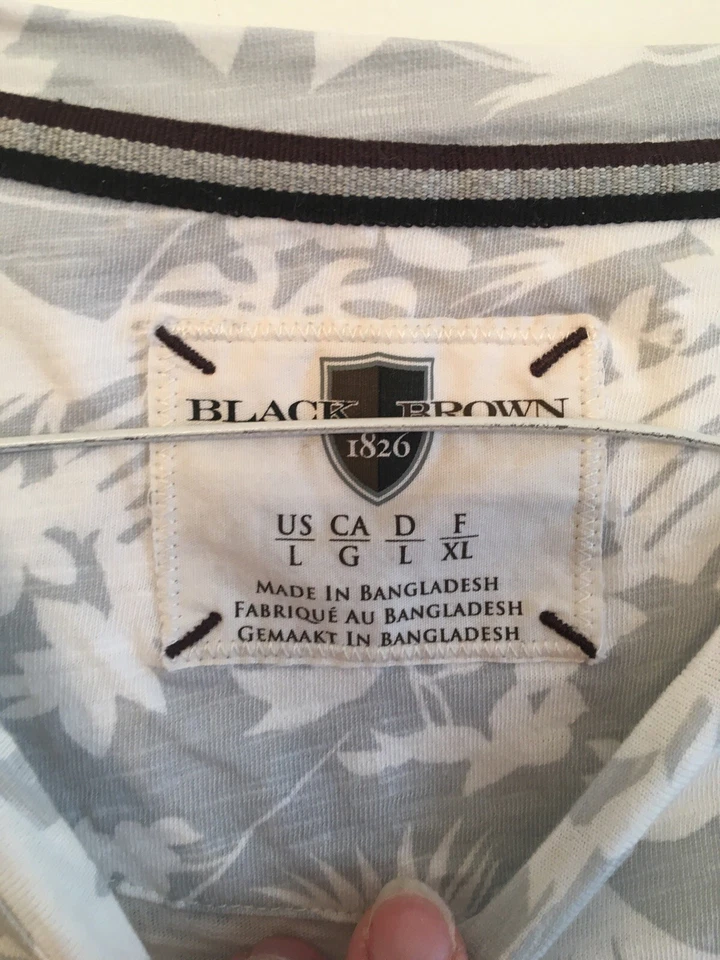 BLACK BROWN
1826
US CA D F
L G L XL
MADE IN BANGLADESH
FABRIQUÉ AU BANGLADESH
GEMAAKT IN BANGLADESH